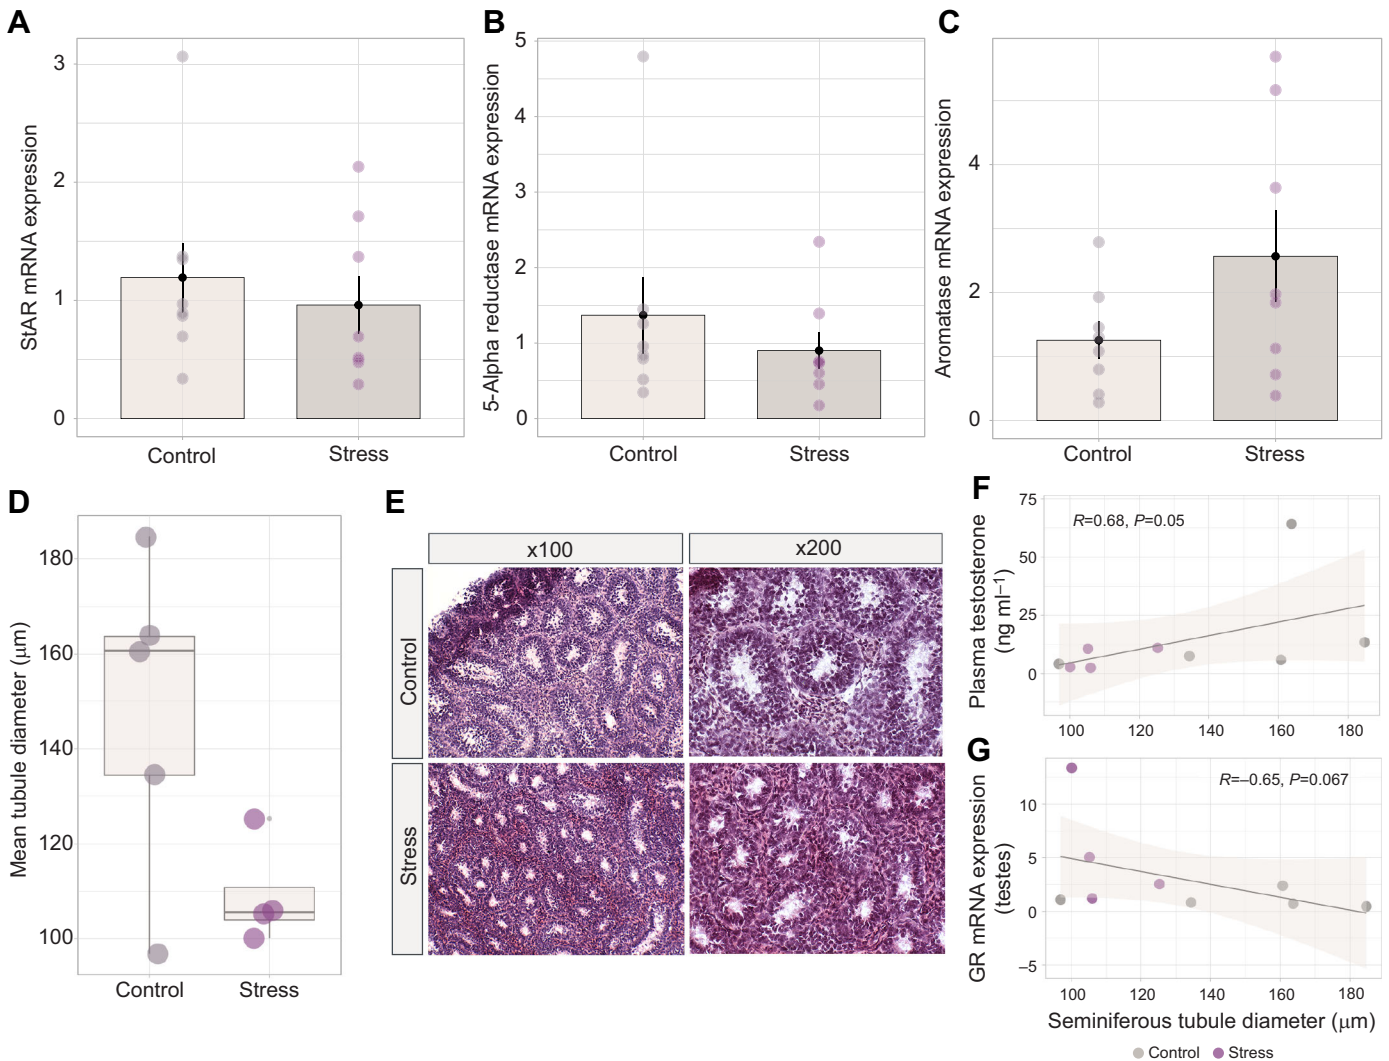 A
StAR mRNA expression
3
2
1
0
Control Stress
B
5-Alpha reductase mRNA expression
5
4
3
2
1
0
Control Stress
C
Aromatase mRNA expression
4
2
0
Control Stress
D
Mean tubule diameter (μm)
180
160
140
120
100
Control Stress
E
x100 x200
Control
Stress
F
Plasma testosterone
(ng ml–1)
75
50
25
0
R=0.68, P=0.05
100 120 140 160 180
G
GR mRNA expression
(testes)
10
5
0
–5
R=–0.65, P=0.067
100 120 140 160 180
Seminiferous tubule diameter (μm)
Control Stress